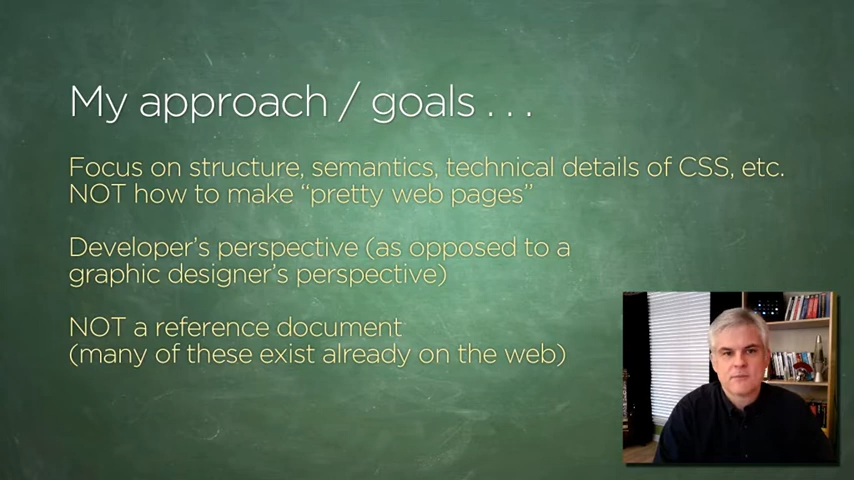 My approach / goals . . .
Focus on structure, semantics, technical details of CSS, etc.
NOT how to make “pretty web pages”
Developer’s perspective (as opposed to a
graphic designer’s perspective)
NOT a reference document
(many of these exist already on the web)